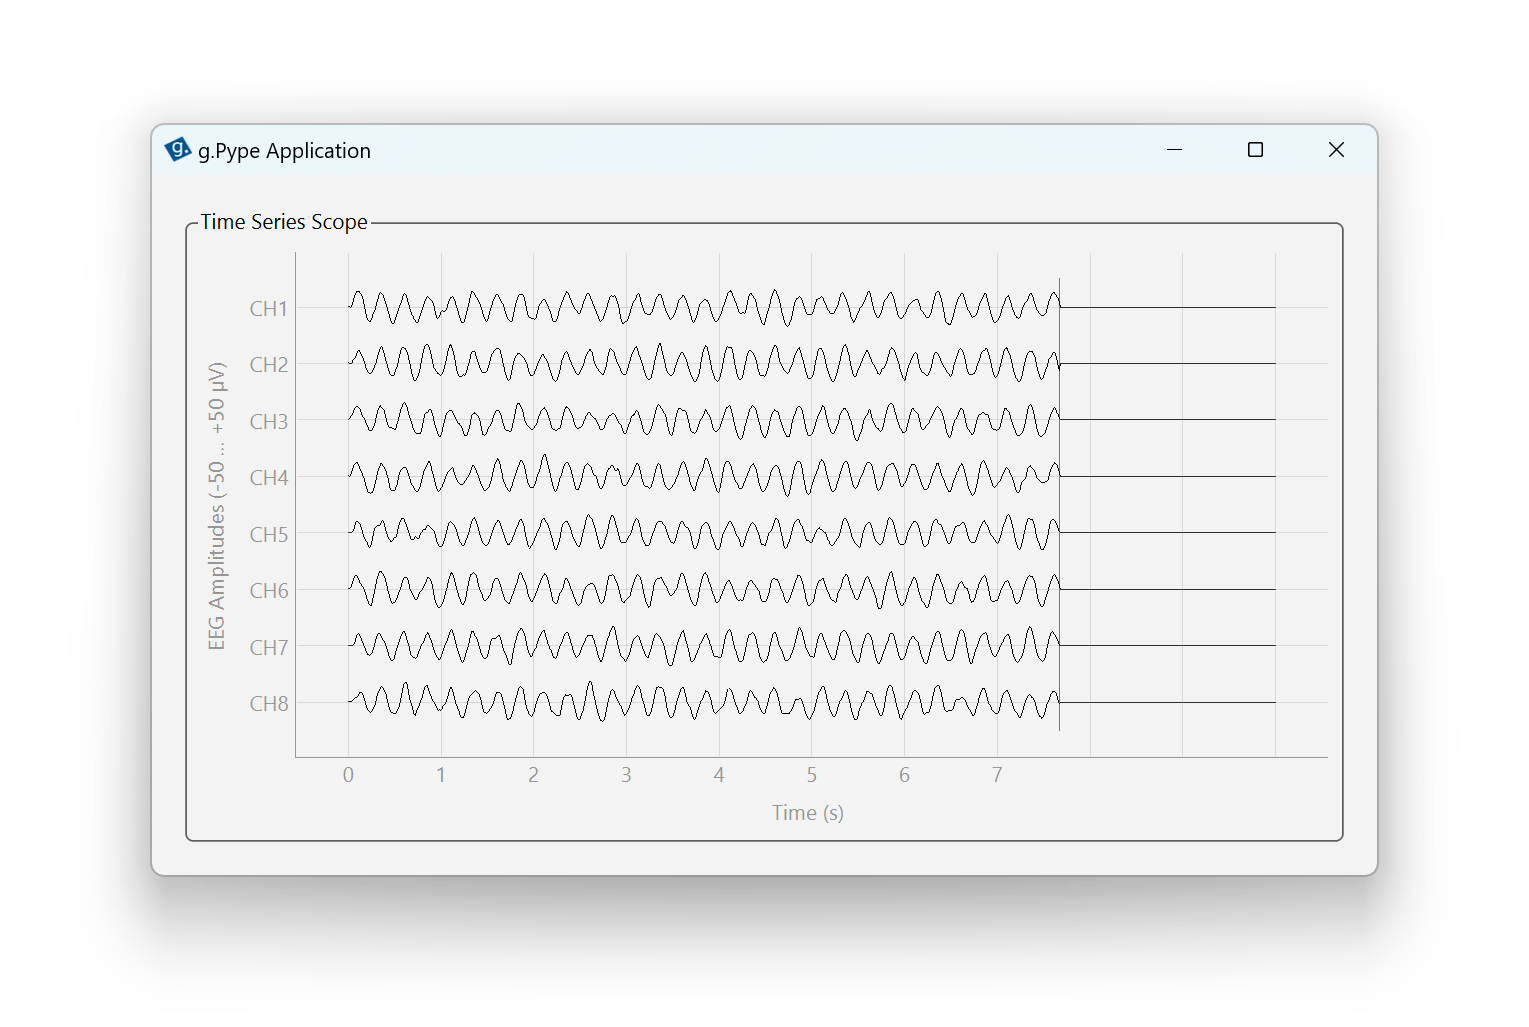 g. g.Pype Application
Time Series Scope
EEG Amplitudes (-50 ... +50 µV)
CH1
CH2
CH3
CH4
CH5
CH6
CH7
CH8
0 1 2 3 4 5 6 7
Time (s)